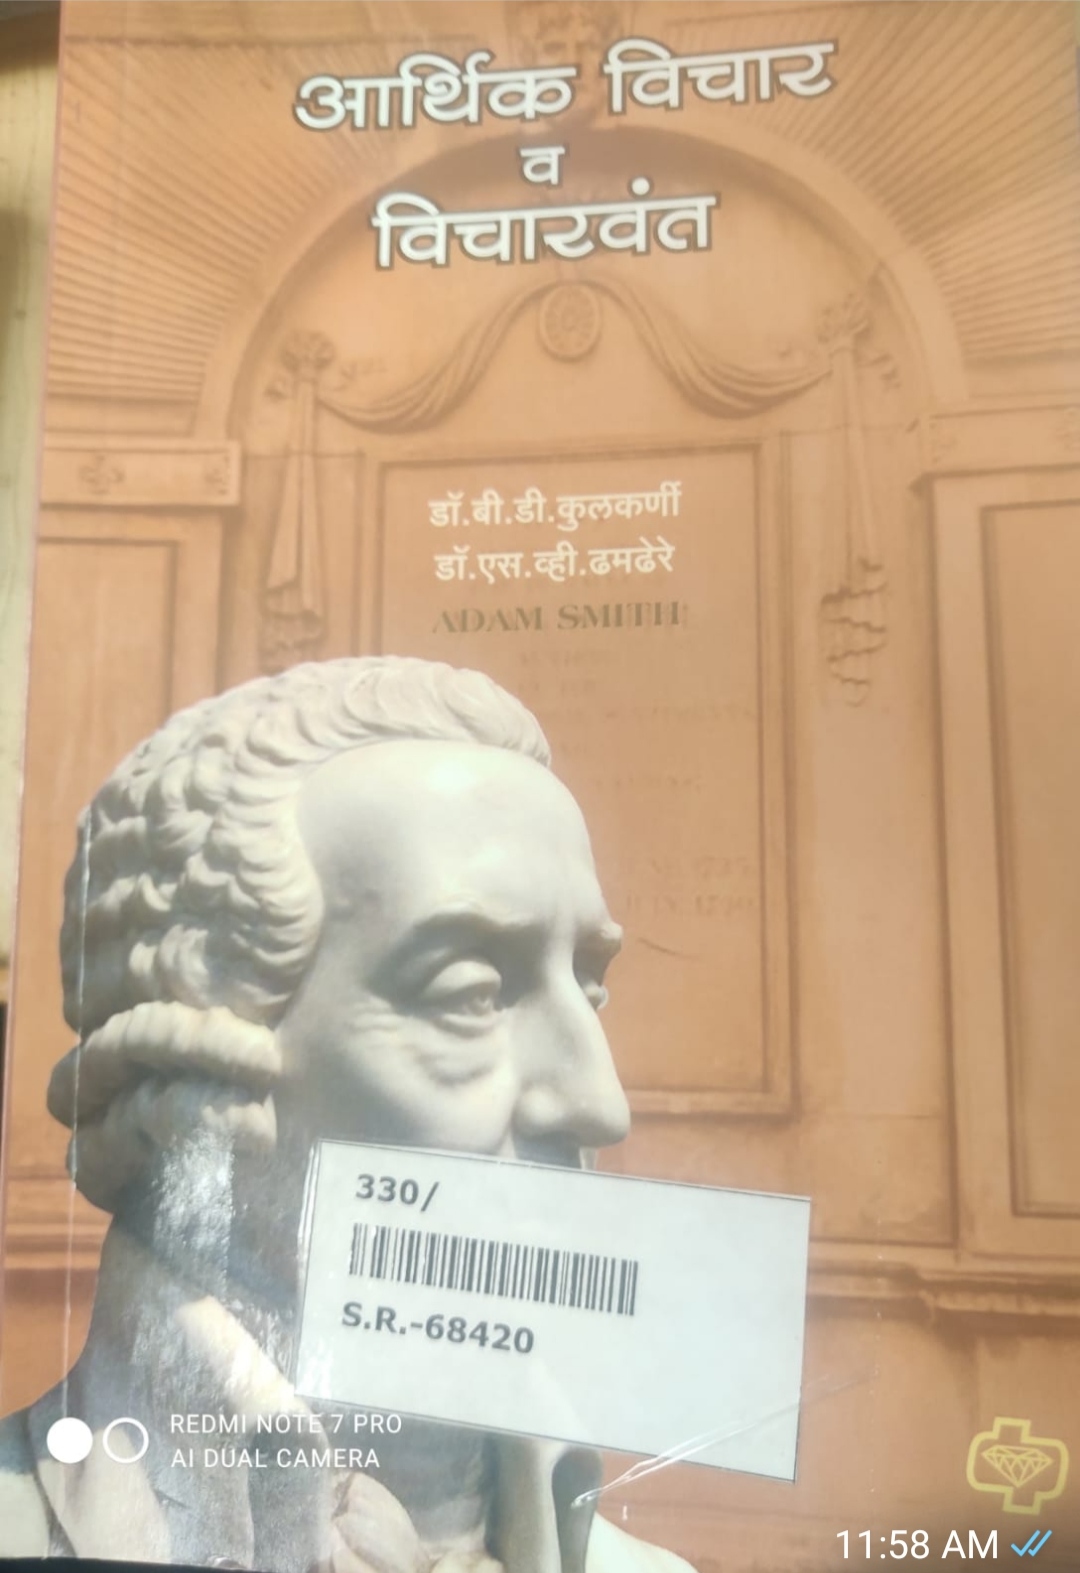 आर्थिक विचार
व
विचारवंत
डॉ.बी.डी.कुलकर्णी
डॉ.एस.व्ही.ढमढेरे
ADAM SMITH
330/
S.R.-68420
REDMI NOTE 7 PRO
AI DUAL CAMERA
11:58 AM